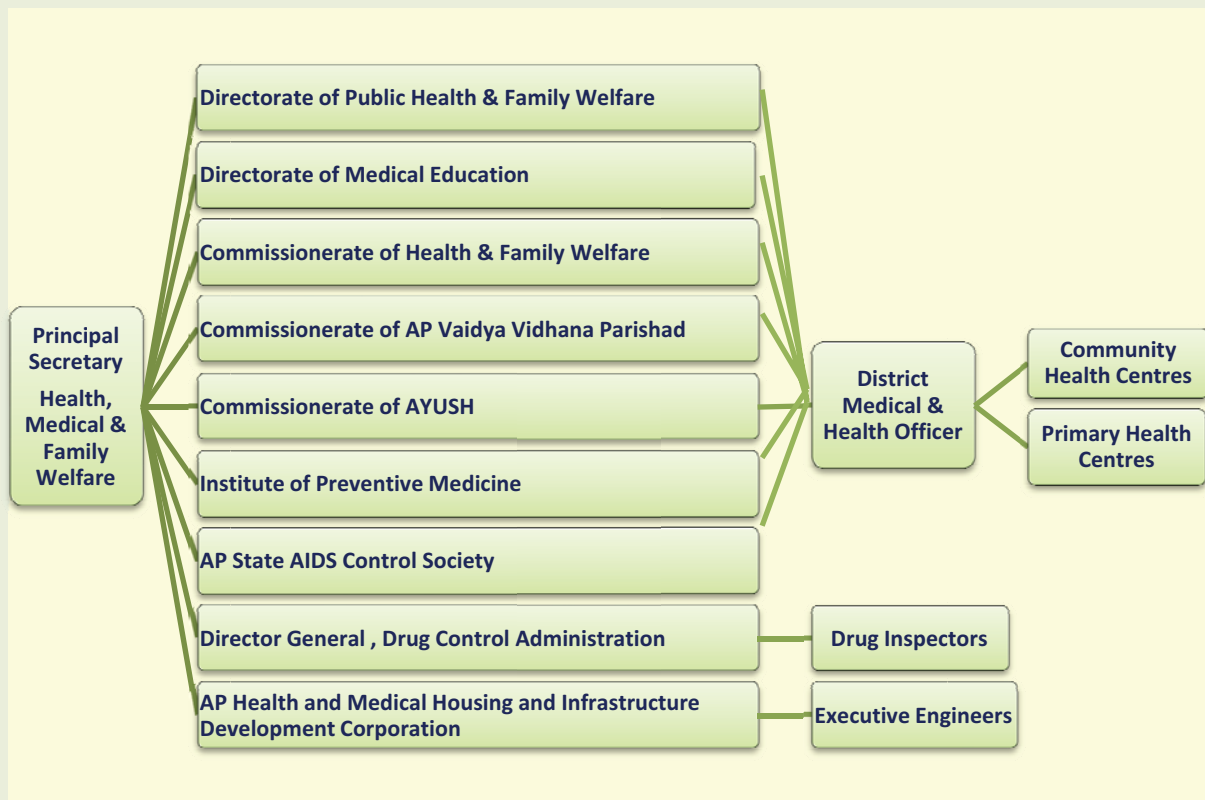 Principal
Secretary
Health,
Medical &
Family
Welfare
Directorate of Public Health & Family Welfare
Directorate of Medical Education
Commissionerate of Health & Family Welfare
Commissionerate of AP Vaidya Vidhana Parishad
Commissionerate of AYUSH
Institute of Preventive Medicine
AP State AIDS Control Society
Director General , Drug Control Administration
AP Health and Medical Housing and Infrastructure
Development Corporation
District
Medical &
Health Officer
Drug Inspectors
Executive Engineers
Community
Health Centres
Primary Health
Centres